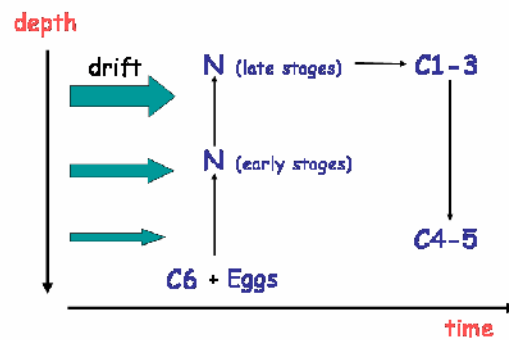 depth
drift
N (late stages)
C1-3
N (early stages)
C4-5
C6 + Eggs
time